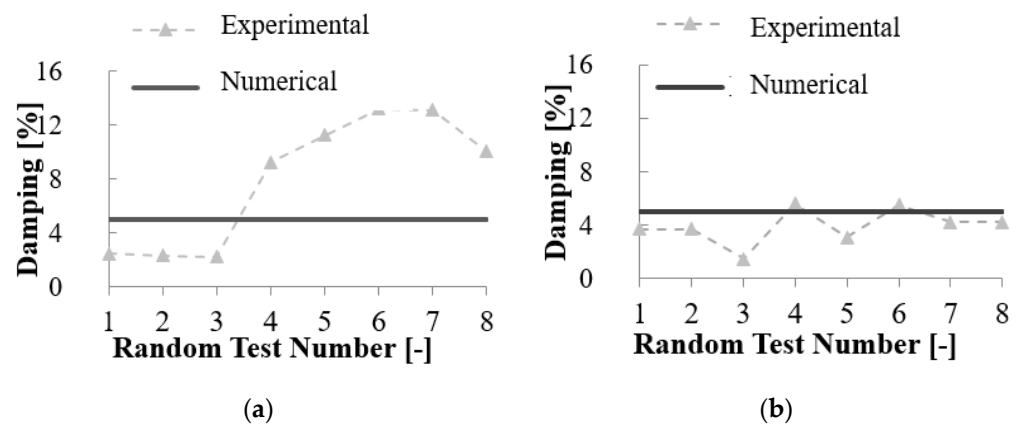 Experimental
Numerical
Damping [%]
16
12
8
4
0
1 2 3 4 5 6 7 8
Random Test Number [-]
(a)
Experimental
Numerical
Damping [%]
16
12
8
4
0
1 2 3 4 5 6 7 8
Random Test Number [-]
(b)